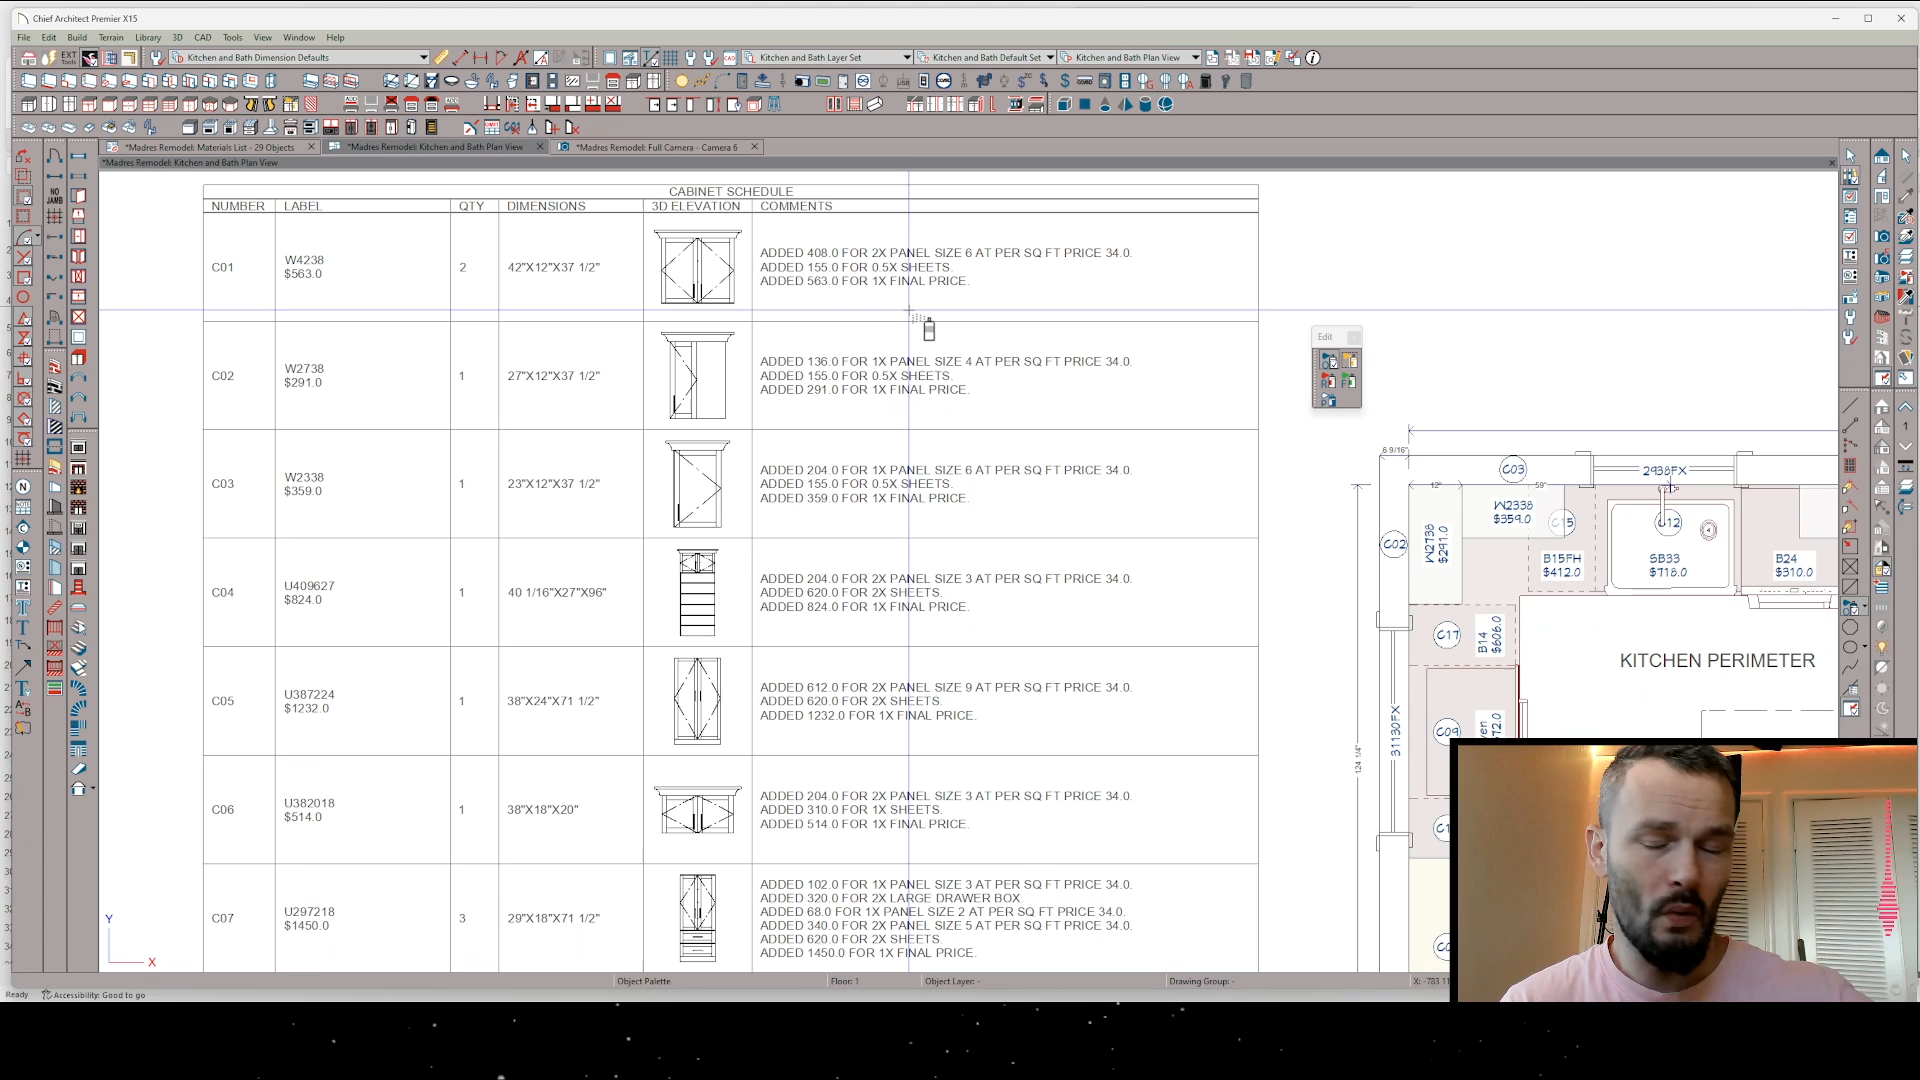 Chief Architect Premier X15
File Edit Build Terrain Library 3D CAD Tools View Window Help
Kitchen and Bath Dimension Defaults
Kitchen and Bath Layer Set
Kitchen and Bath Default Set
Kitchen and Bath Plan View
*Madres Remodel: Materials List - 29 Objects
*Madres Remodel: Kitchen and Bath Plan View
*Madres Remodel: Full Camera - Camera 6
*Madres Remodel: Kitchen and Bath Plan View
CABINET SCHEDULE
NUMBER LABEL QTY DIMENSIONS 3D ELEVATION COMMENTS
C01
W4238
$563.0
2
42"X12"X37 1/2"
ADDED 408.0 FOR 2X PANEL SIZE 6 AT PER SQ FT PRICE 34.0.
ADDED 155.0 FOR 0.5X SHEETS.
ADDED 563.0 FOR 1X FINAL PRICE.
C02
W2738
$291.0
1
27"X12"X37 1/2"
ADDED 136.0 FOR 1X PANEL SIZE 4 AT PER SQ FT PRICE 34.0.
ADDED 155.0 FOR 0.5X SHEETS.
ADDED 291.0 FOR 1X FINAL PRICE.
C03
W2338
$359.0
1
23"X12"X37 1/2"
ADDED 204.0 FOR 1X PANEL SIZE 6 AT PER SQ FT PRICE 34.0.
ADDED 155.0 FOR 0.5X SHEETS.
ADDED 359.0 FOR 1X FINAL PRICE.
C04
U409627
$824.0
1
40 1/16"X27"X96"
ADDED 204.0 FOR 2X PANEL SIZE 3 AT PER SQ FT PRICE 34.0.
ADDED 620.0 FOR 2X SHEETS.
ADDED 824.0 FOR 1X FINAL PRICE.
C05
U387224
$1232.0
1
38"X24"X71 1/2"
ADDED 612.0 FOR 2X PANEL SIZE 9 AT PER SQ FT PRICE 34.0.
ADDED 620.0 FOR 2X SHEETS.
ADDED 1232.0 FOR 1X FINAL PRICE.
C06
U382018
$514.0
1
38"X18"X20"
ADDED 204.0 FOR 2X PANEL SIZE 3 AT PER SQ FT PRICE 34.0.
ADDED 310.0 FOR 1X SHEETS.
ADDED 514.0 FOR 1X FINAL PRICE.
C07
U297218
$1450.0
3
29"X18"X71 1/2"
ADDED 102.0 FOR 1X PANEL SIZE 3 AT PER SQ FT PRICE 34.0.
ADDED 320.0 FOR 2X LARGE DRAWER BOX.
ADDED 68.0 FOR 1X PANEL SIZE 2 AT PER SQ FT PRICE 34.0.
ADDED 340.0 FOR 2X PANEL SIZE 5 AT PER SQ FT PRICE 34.0.
ADDED 620.0 FOR 2X SHEETS.
ADDED 1450.0 FOR 1X FINAL PRICE.
Edit
6 9/16"
C03
2938FX
12"
59"
W2338
$359.0
C15
C12
C02
W2738
$291.0
B15FH
$412.0
SB33
$718.0
B24
$310.0
C17
B14
$606.0
KITCHEN PERIMETER
31130FX
C09
124 1/4"
Y
X
Object Palette
Floor: 1
Object Layer: -
Drawing Group: -
Ready
Accessibility: Good to go